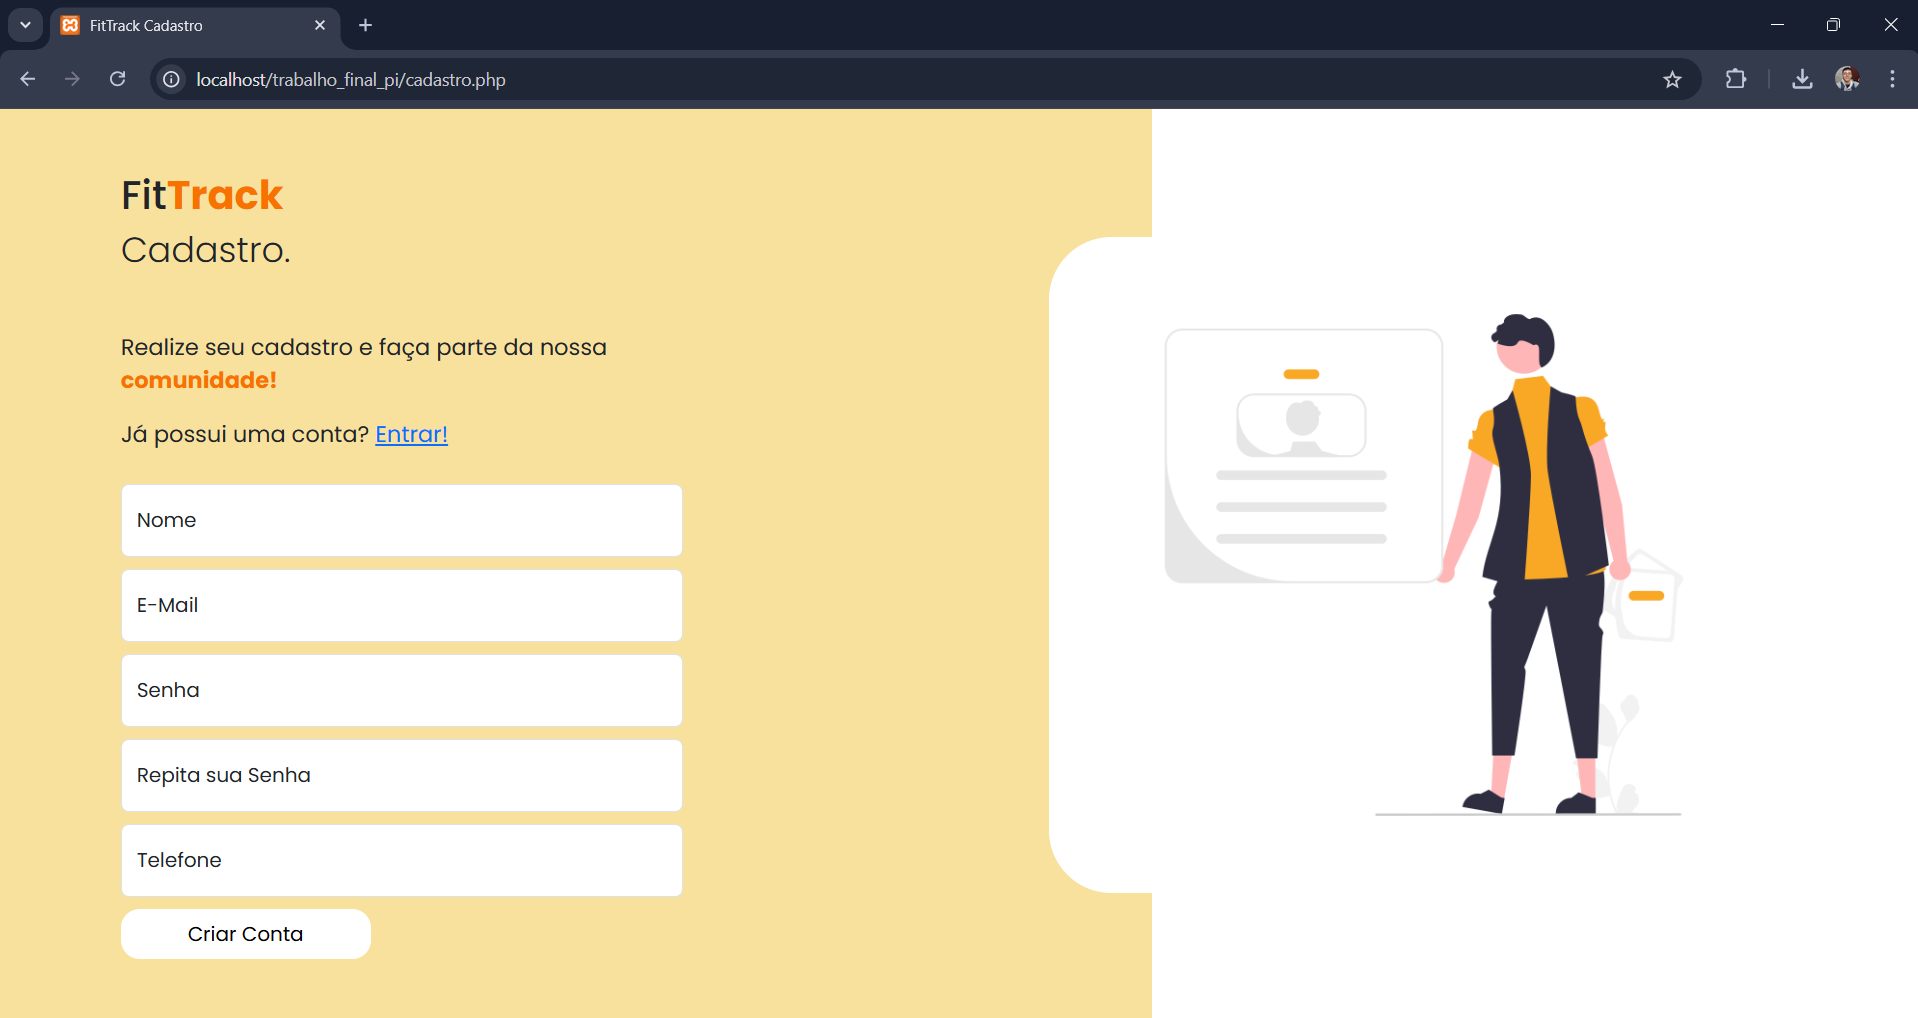 FitTrack Cadastro
localhost/trabalho_final_pi/cadastro.php
FitTrack
Cadastro.
Realize seu cadastro e faça parte da nossa
comunidade!
Já possui uma conta? Entrar!
Nome
E-Mail
Senha
Repita sua Senha
Telefone
Criar Conta